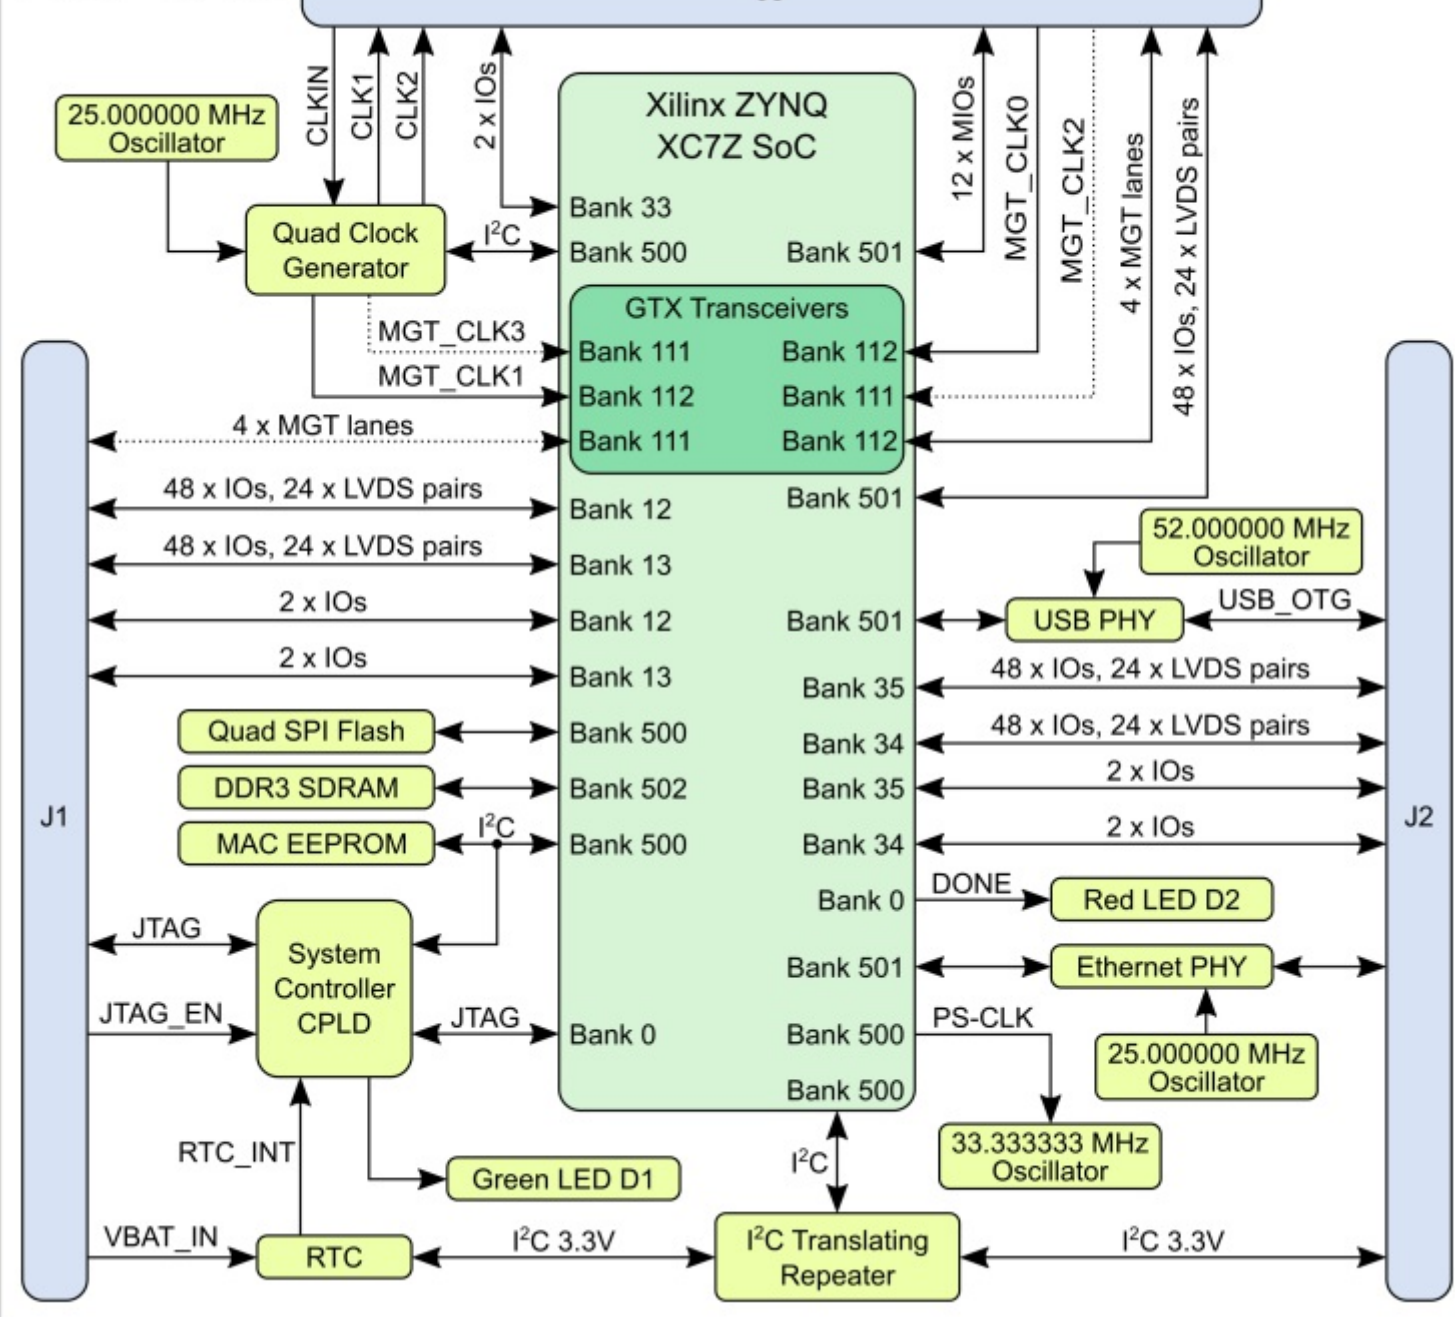 CLKIN
CLK1
CLK2
2 x IOs
12 x MIOs
MGT_CLK0
MGT_CLK2
4 x MGT lanes
48 x IOs, 24 x LVDS pairs
25.000000 MHz
Oscillator
Xilinx ZYNQ
XC7Z SoC
Quad Clock
Generator
I²C
Bank 33
Bank 500
Bank 501
GTX Transceivers
MGT_CLK3
Bank 111
Bank 112
MGT_CLK1
Bank 112
Bank 111
4 x MGT lanes
Bank 111
Bank 112
48 x IOs, 24 x LVDS pairs
Bank 12
Bank 501
52.000000 MHz
Oscillator
48 x IOs, 24 x LVDS pairs
Bank 13
2 x IOs
Bank 12
Bank 501
USB PHY
USB_OTG
2 x IOs
Bank 13
Bank 35
48 x IOs, 24 x LVDS pairs
Quad SPI Flash
Bank 500
Bank 34
48 x IOs, 24 x LVDS pairs
DDR3 SDRAM
Bank 502
Bank 35
2 x IOs
J1
J2
MAC EEPROM
I²C
Bank 500
Bank 34
2 x IOs
Bank 0
DONE
Red LED D2
JTAG
System
Controller
CPLD
Bank 501
Ethernet PHY
JTAG_EN
JTAG
Bank 0
Bank 500
PS-CLK
25.000000 MHz
Oscillator
Bank 500
RTC_INT
Green LED D1
I²C
33.333333 MHz
Oscillator
VBAT_IN
RTC
I²C 3.3V
I²C Translating
Repeater
I²C 3.3V